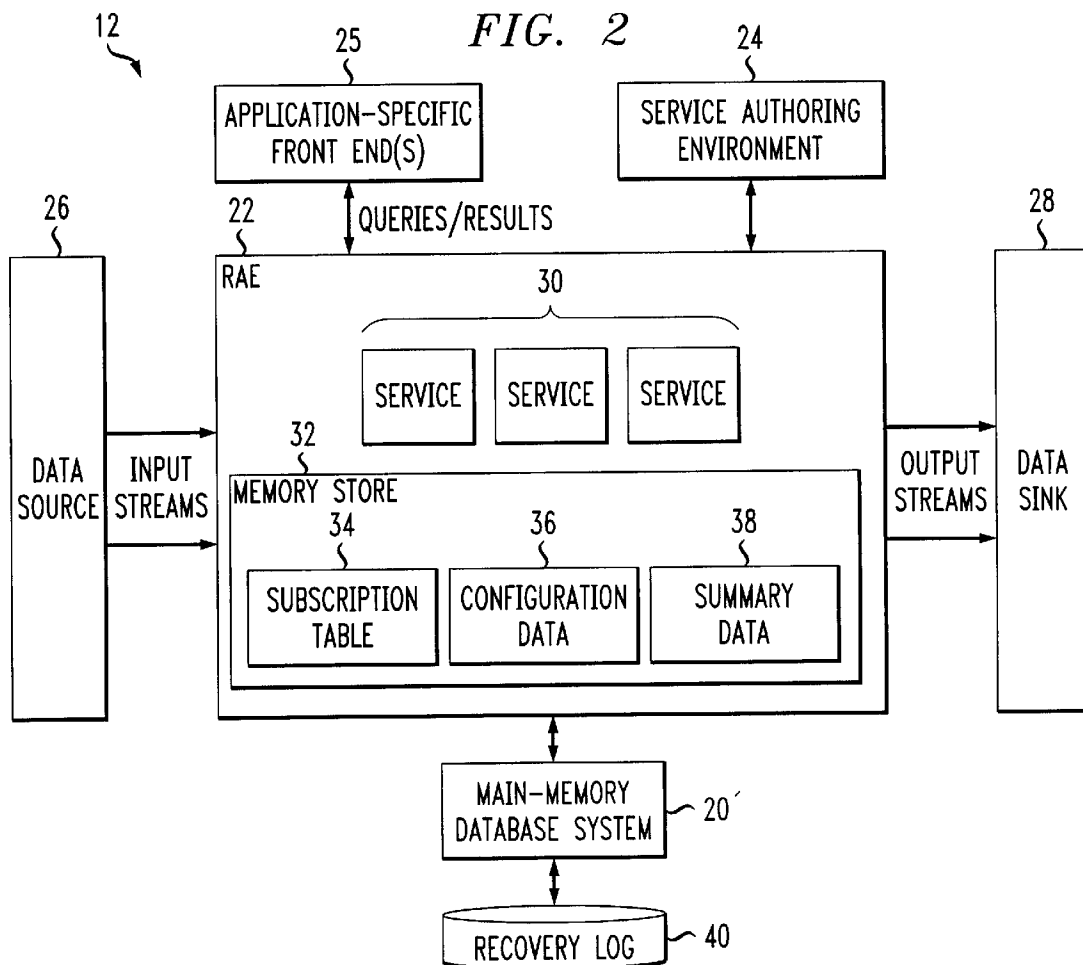 FIG. 2
12
25
24
APPLICATION-SPECIFIC
FRONT END(S)
SERVICE AUTHORING
ENVIRONMENT
26
22
QUERIES/RESULTS
28
RAE
30
SERVICE
SERVICE
SERVICE
DATA
SOURCE
INPUT
STREAMS
32
MEMORY STORE
34
36
38
SUBSCRIPTION
TABLE
CONFIGURATION
DATA
SUMMARY
DATA
OUTPUT
STREAMS
DATA
SINK
MAIN-MEMORY
DATABASE SYSTEM
20´
RECOVERY LOG
40